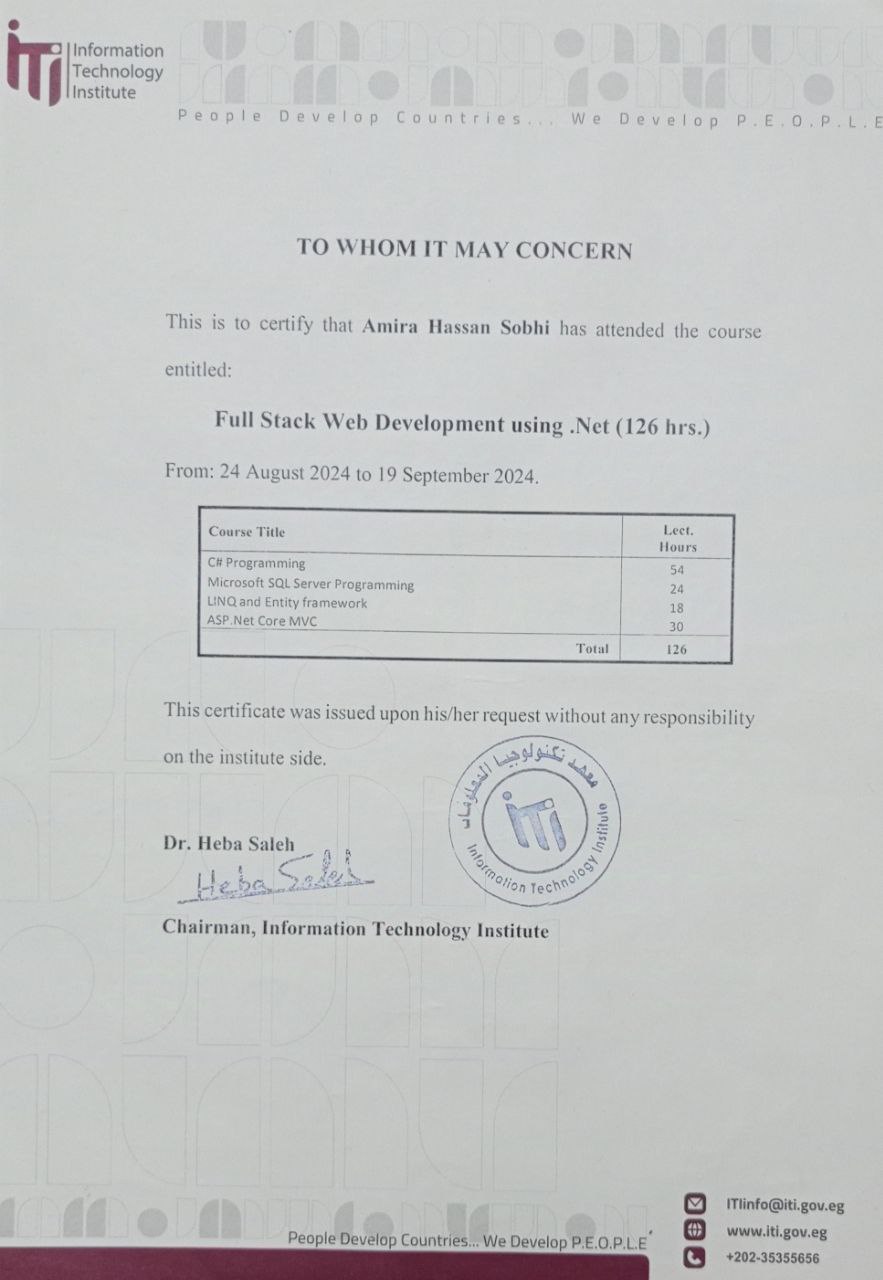 iTi
Information
Technology
Institute
People Develop Countries... We Develop P.E.O.P.L.E
TO WHOM IT MAY CONCERN
This is to certify that Amira Hassan Sobhi has attended the course
entitled:
Full Stack Web Development using .Net (126 hrs.)
From: 24 August 2024 to 19 September 2024.
Course Title Lect.
Hours
C# Programming 54
Microsoft SQL Server Programming 24
LINQ and Entity framework 18
ASP.Net Core MVC 30
Total 126
This certificate was issued upon his/her request without any responsibility
on the institute side.
معهد تكنولوجيا المعلومات
iTi
Information Technology Institute
Dr. Heba Saleh
Heba Saleh
Chairman, Information Technology Institute
People Develop Countries... We Develop P.E.O.P.L.E
ITIinfo@iti.gov.eg
www.iti.gov.eg
+202-35355656